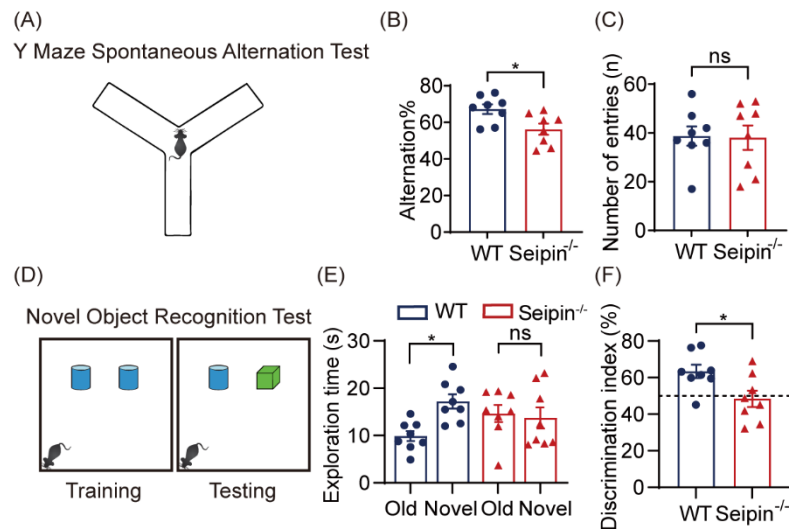 (A)
Y Maze Spontaneous Alternation Test
(B)
Alternation%
80
60
40
20
0
*
WT Seipin⁻/⁻
(C)
Number of entries (n)
60
40
20
0
ns
WT Seipin⁻/⁻
(D)
Novel Object Recognition Test
Training Testing
(E)
WT Seipin⁻/⁻
Exploration time (s)
30
20
10
0
* ns
Old Novel Old Novel
(F)
Discrimination index (%)
100
80
60
40
20
0
*
WT Seipin⁻/⁻